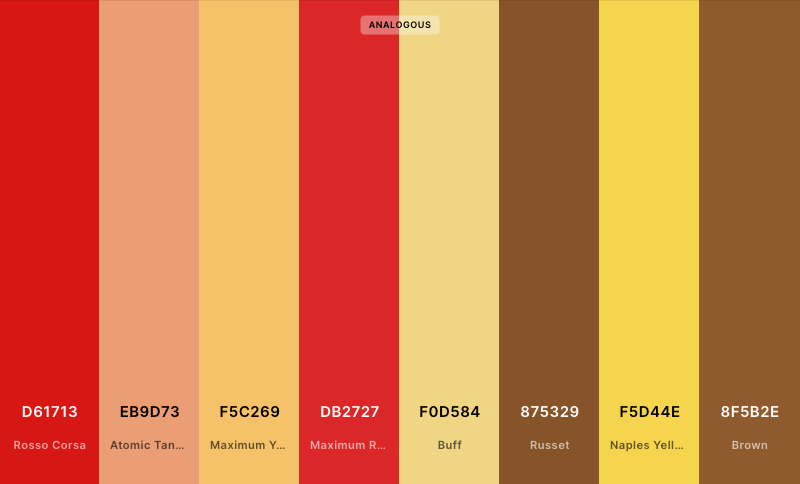 ANALOGOUS
D61713 EB9D73 F5C269 DB2727 F0D584 875329 F5D44E 8F5B2E
Rosso Corsa Atomic Tan... Maximum Y... Maximum R... Buff Russet Naples Yell... Brown